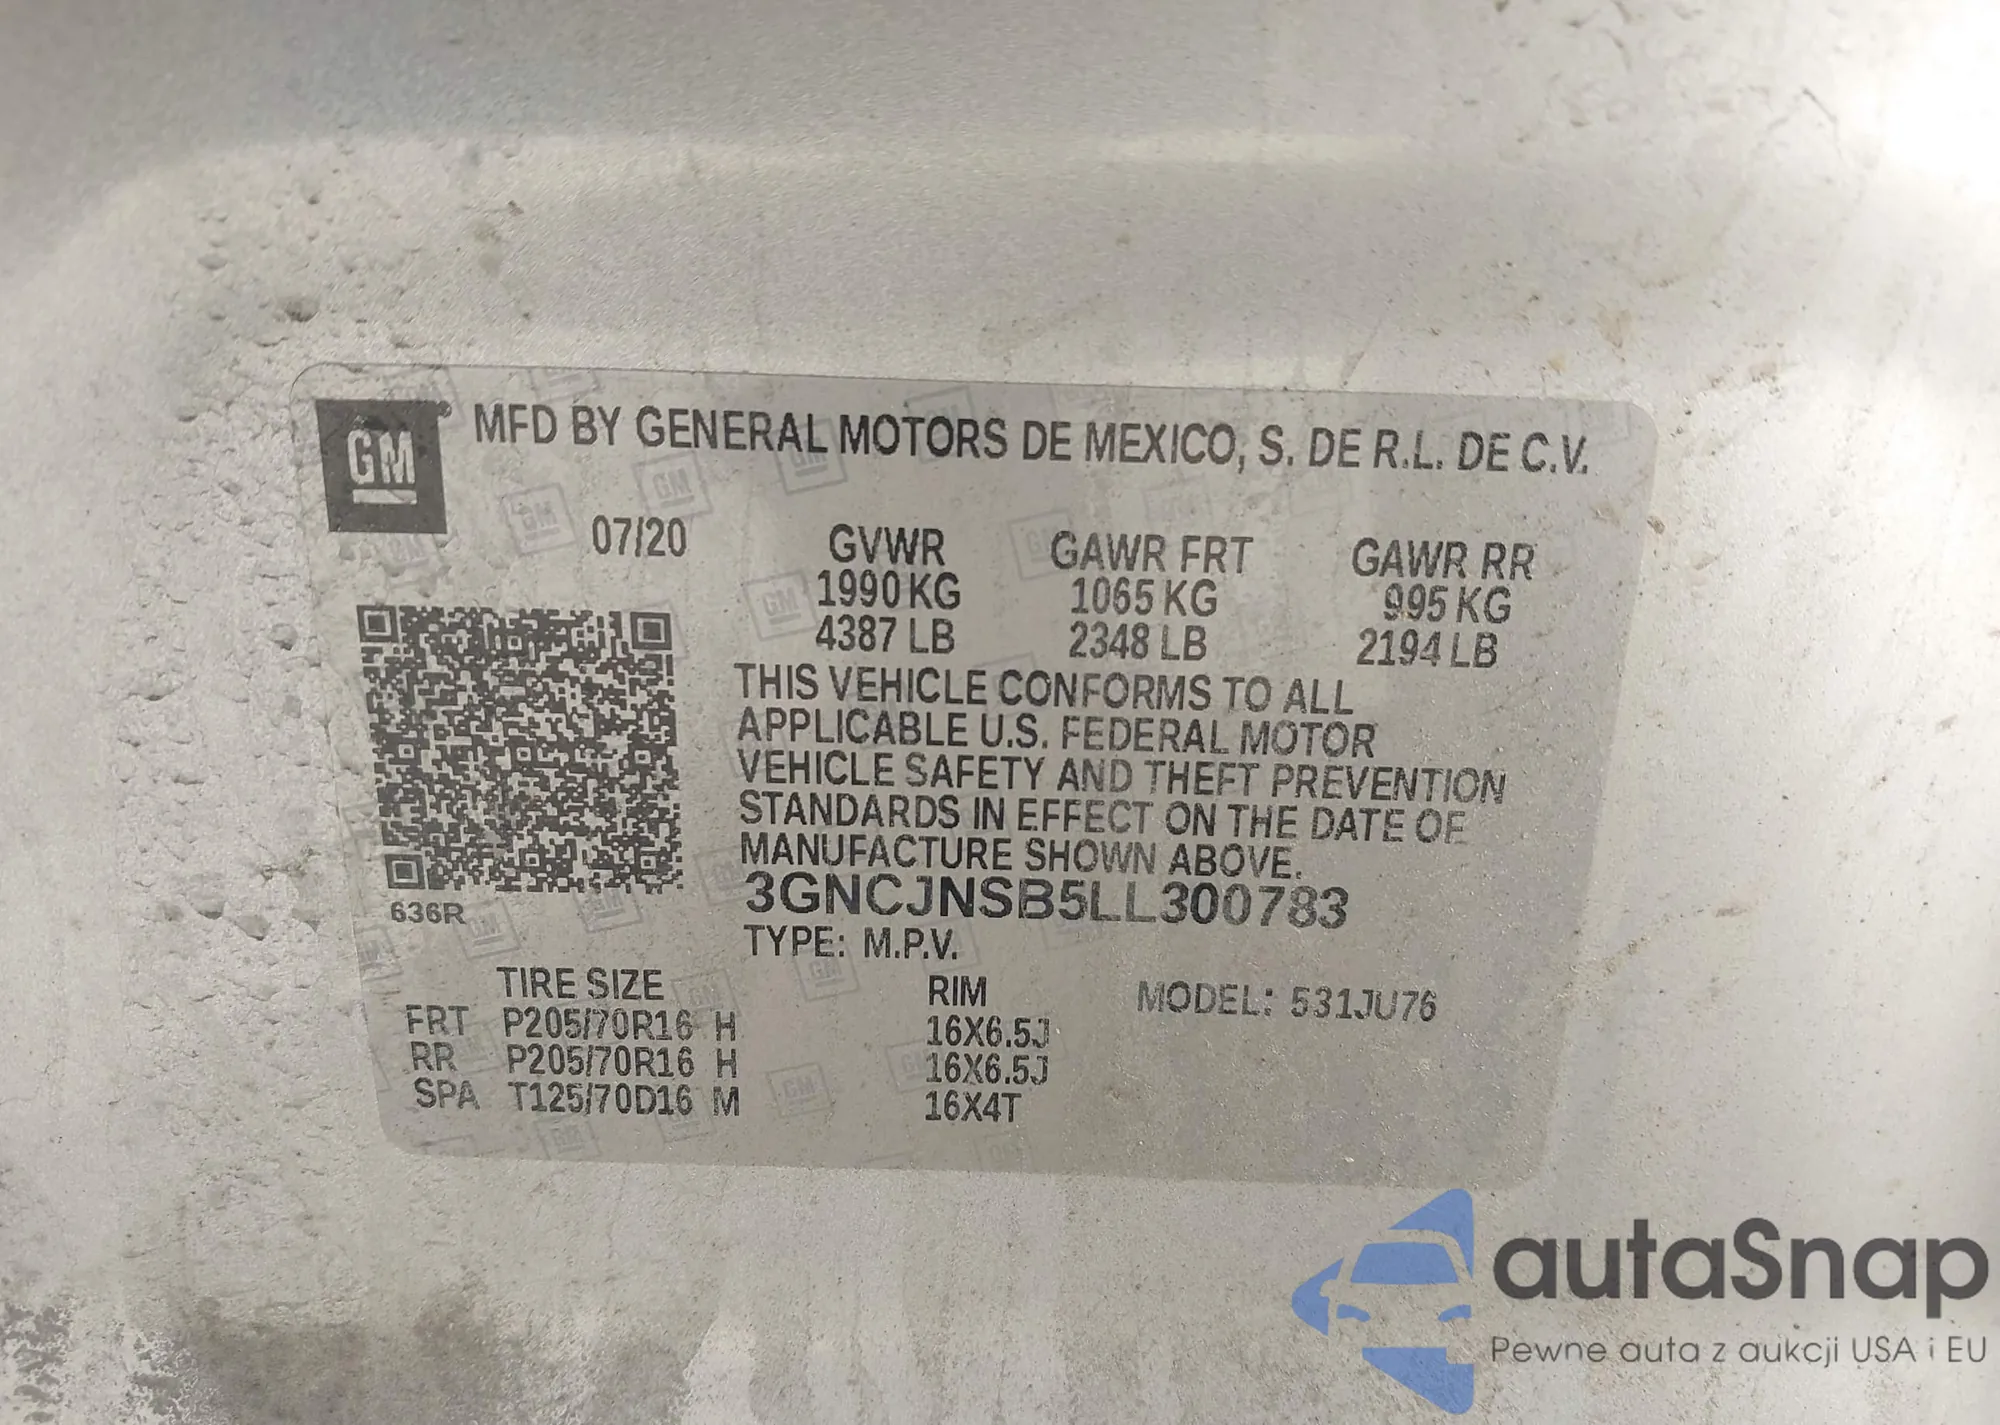 GM MFD BY GENERAL MOTORS DE MEXICO, S. DE R.L. DE C.V.
07/20 GVWR GAWR FRT GAWR RR
1990 KG 1065 KG 995 KG
4387 LB 2348 LB 2194 LB
THIS VEHICLE CONFORMS TO ALL
APPLICABLE U.S. FEDERAL MOTOR
VEHICLE SAFETY AND THEFT PREVENTION
STANDARDS IN EFFECT ON THE DATE OF
MANUFACTURE SHOWN ABOVE.
3GNCJNSB5LL300783
636R
TYPE: M.P.V.
TIRE SIZE RIM MODEL: 531JU76
FRT P205/70R16 H 16X6.5J
RR P205/70R16 H 16X6.5J
SPA T125/70D16 M 16X4T
autaSnap
Pewne auta z aukcji USA i EU